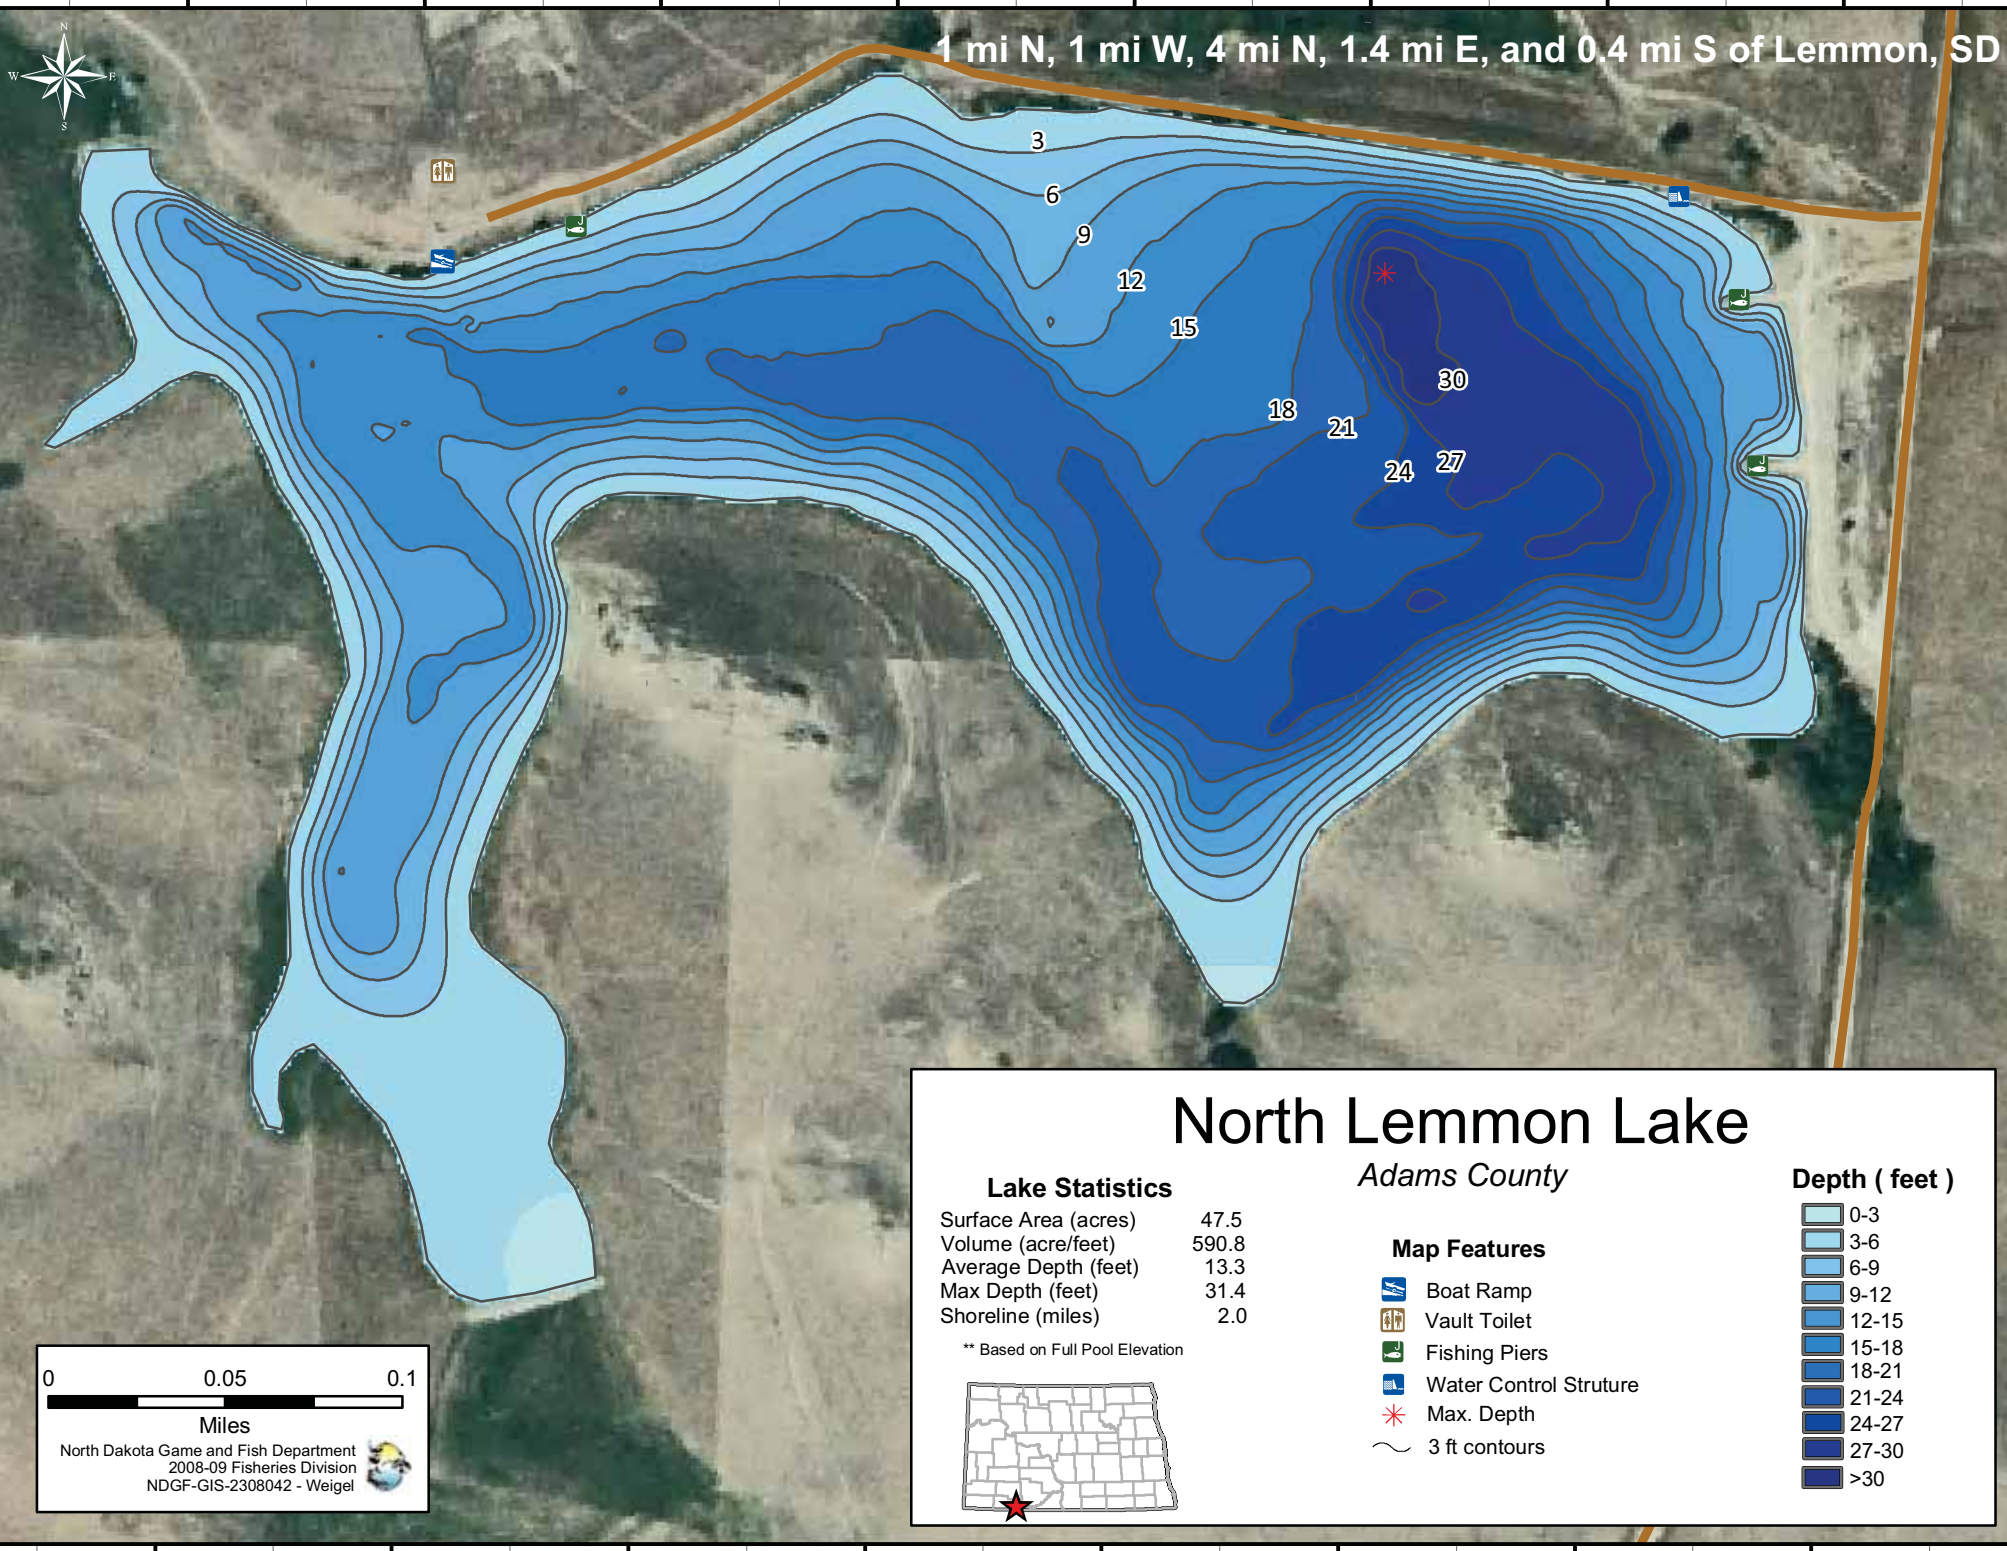 1 mi N, 1 mi W, 4 mi N, 1.4 mi E, and 0.4 mi S of Lemmon, SD
N
W
E
S
3
6
9
12
15
18
21
24
27
30
North Lemmon Lake
Adams County
Lake Statistics
Surface Area (acres) 47.5
Volume (acre/feet) 590.8
Average Depth (feet) 13.3
Max Depth (feet) 31.4
Shoreline (miles) 2.0
** Based on Full Pool Elevation
Map Features
Boat Ramp
Vault Toilet
Fishing Piers
Water Control Struture
Max. Depth
3 ft contours
Depth ( feet )
0-3
3-6
6-9
9-12
12-15
15-18
18-21
21-24
24-27
27-30
>30
0 0.05 0.1
Miles
North Dakota Game and Fish Department
2008-09 Fisheries Division
NDGF-GIS-2308042 - Weigel